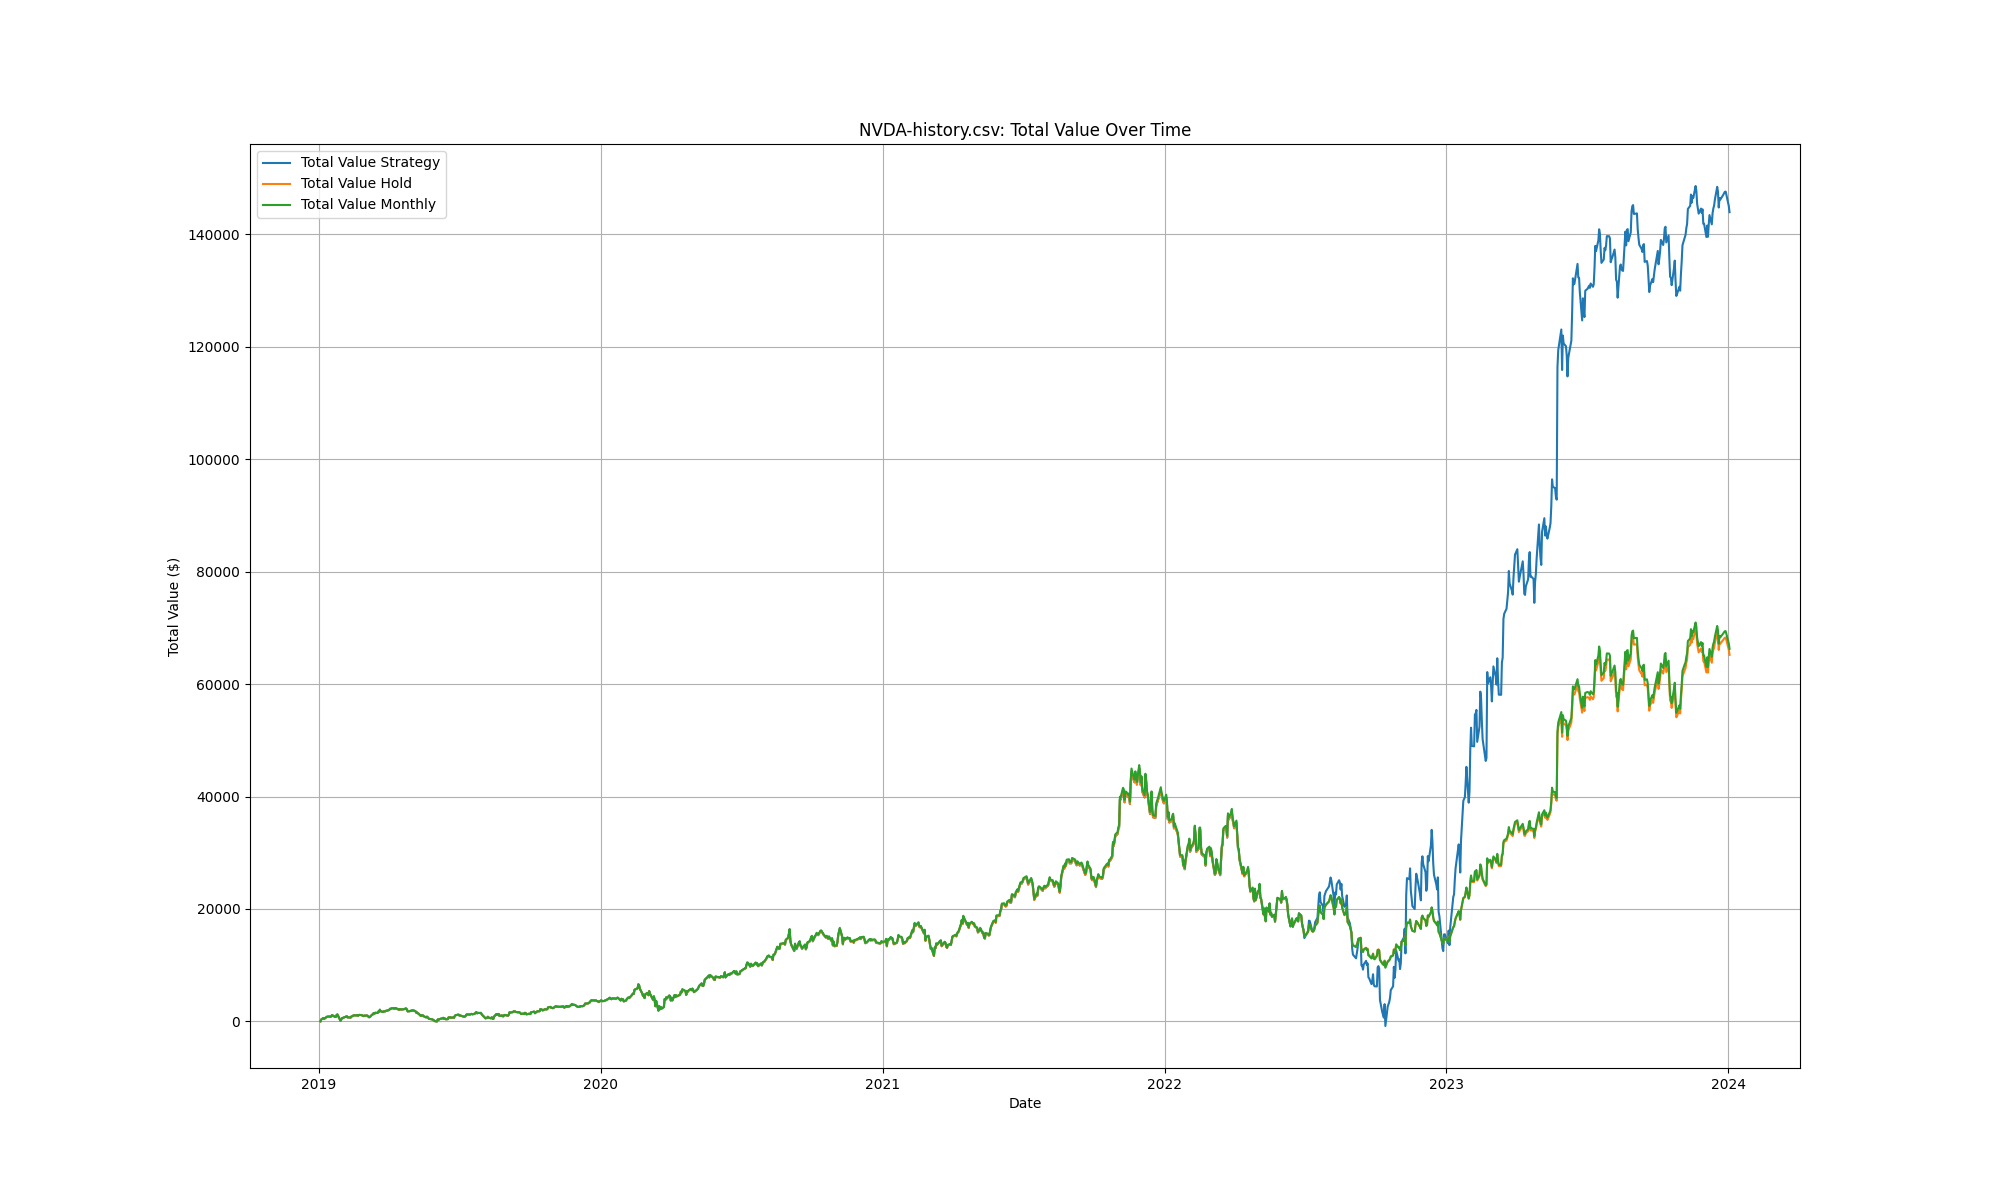 NVDA-history.csv: Total Value Over Time
Total Value Strategy
Total Value Hold
Total Value Monthly
140000
120000
100000
80000
60000
40000
20000
0
Total Value ($)
2019 2020 2021 2022 2023 2024
Date